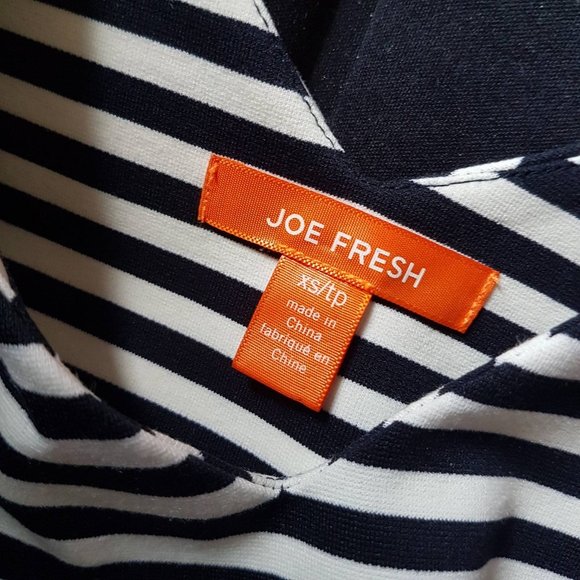 JOE FRESH
xs/tp
made in
China
fabriqué en
Chine